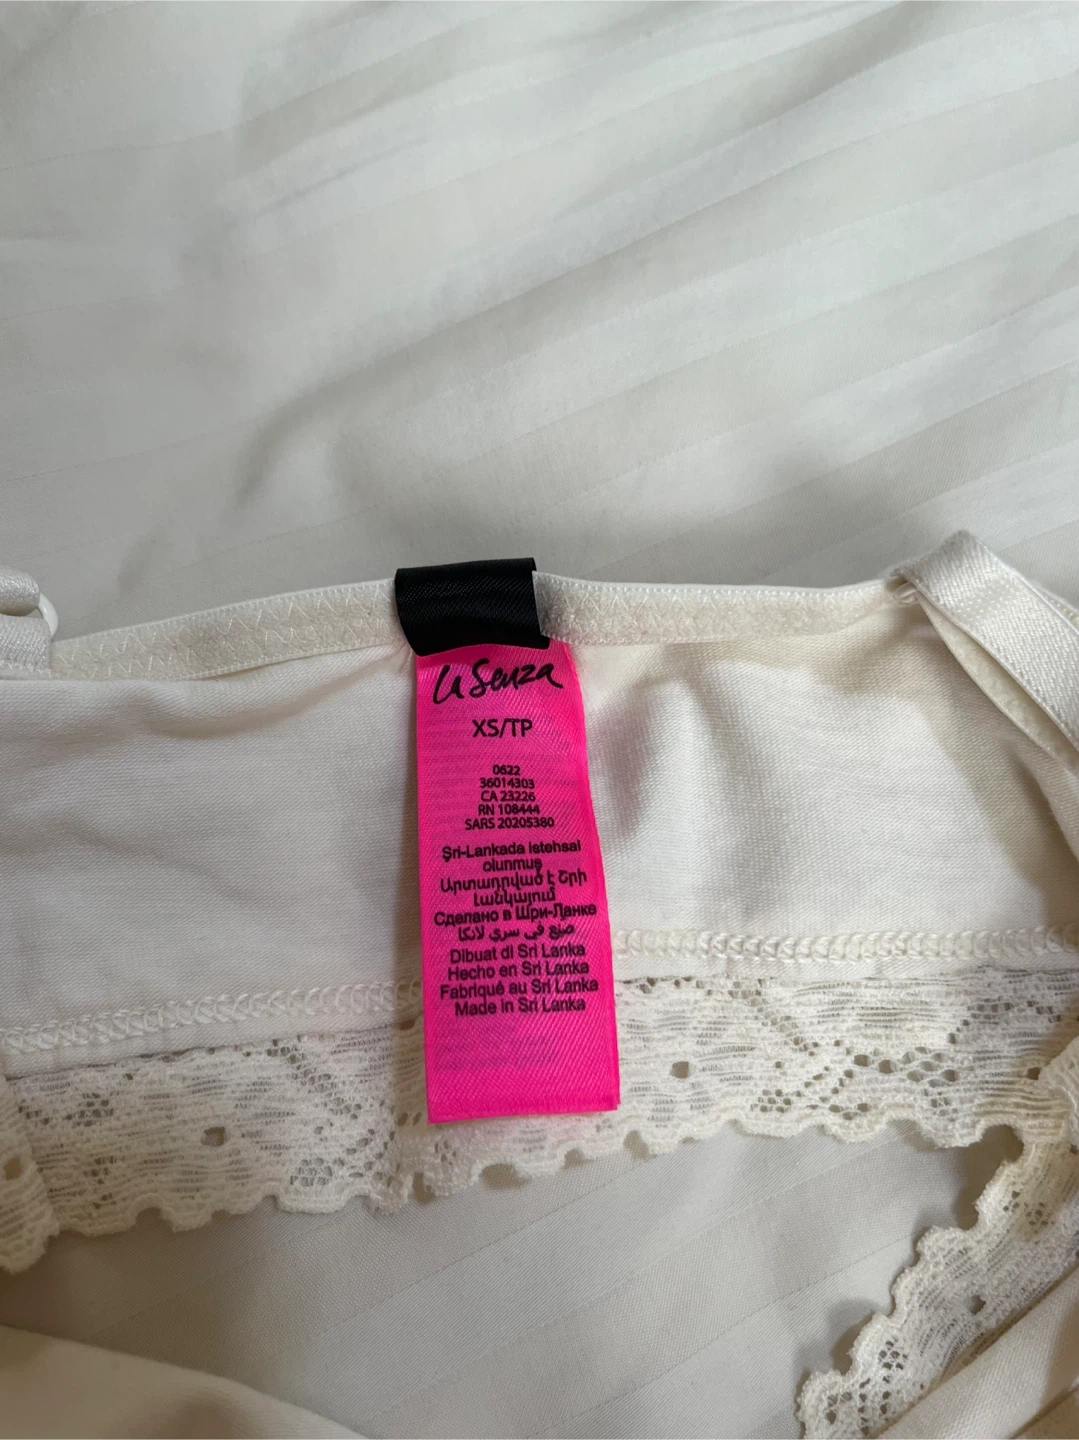 La Senza
XS/TP
0622
36014303
CA 23226
RN 108444
SARS 20205380
Şri-Lankada istehsal
olunmuş
Արտադրված է Շրի
Լանկայում
Сделано в Шри-Ланке
صنع في سري لانكا
Dibuat di Sri Lanka
Hecho en Sri Lanka
Fabriqué au Sri Lanka
Made in Sri Lanka